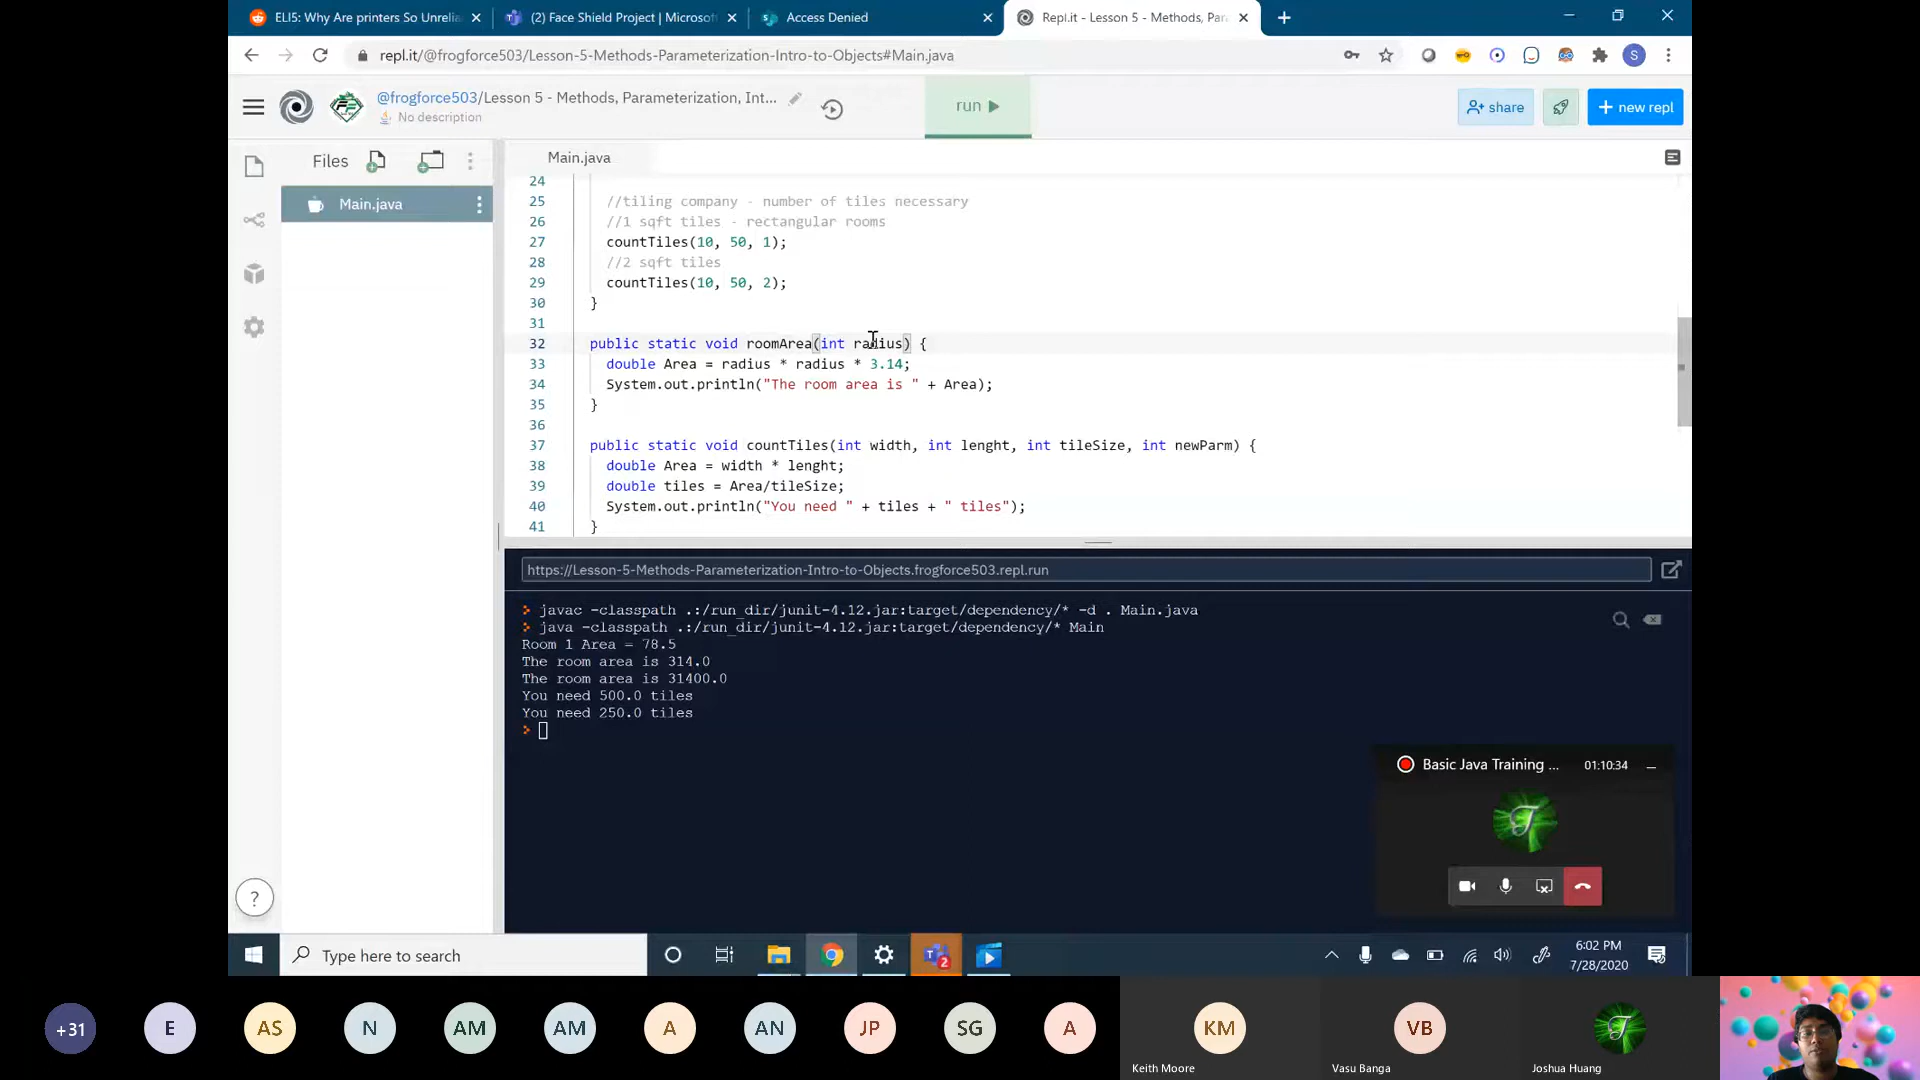 ELI5: Why Are printers So Unrelia
(2) Face Shield Project | Microsof
Access Denied
Repl.it - Lesson 5 - Methods, Par
repl.it/@frogforce503/Lesson-5-Methods-Parameterization-Intro-to-Objects#Main.java
S
@frogforce503/Lesson 5 - Methods, Parameterization, Int...
No description
run
share
+ new repl
Files
Main.java
Main.java
24
25 //tiling company - number of tiles necessary
26 //1 sqft tiles - rectangular rooms
27 countTiles(10, 50, 1);
28 //2 sqft tiles
29 countTiles(10, 50, 2);
30 }
31
32 public static void roomArea(int radius) {
33 double Area = radius * radius * 3.14;
34 System.out.println("The room area is " + Area);
35 }
36
37 public static void countTiles(int width, int lenght, int tileSize, int newParm) {
38 double Area = width * lenght;
39 double tiles = Area/tileSize;
40 System.out.println("You need " + tiles + " tiles");
41 }
https://Lesson-5-Methods-Parameterization-Intro-to-Objects.frogforce503.repl.run
> javac -classpath .:/run_dir/junit-4.12.jar:target/dependency/* -d . Main.java
> java -classpath .:/run_dir/junit-4.12.jar:target/dependency/* Main
Room 1 Area = 78.5
The room area is 314.0
The room area is 31400.0
You need 500.0 tiles
You need 250.0 tiles
>
Basic Java Training ... 01:10:34
T
?
Type here to search
2
6:02 PM
7/28/2020
+31
E
AS
N
AM
AM
A
AN
JP
SG
A
KM
VB
T
Keith Moore
Vasu Banga
Joshua Huang